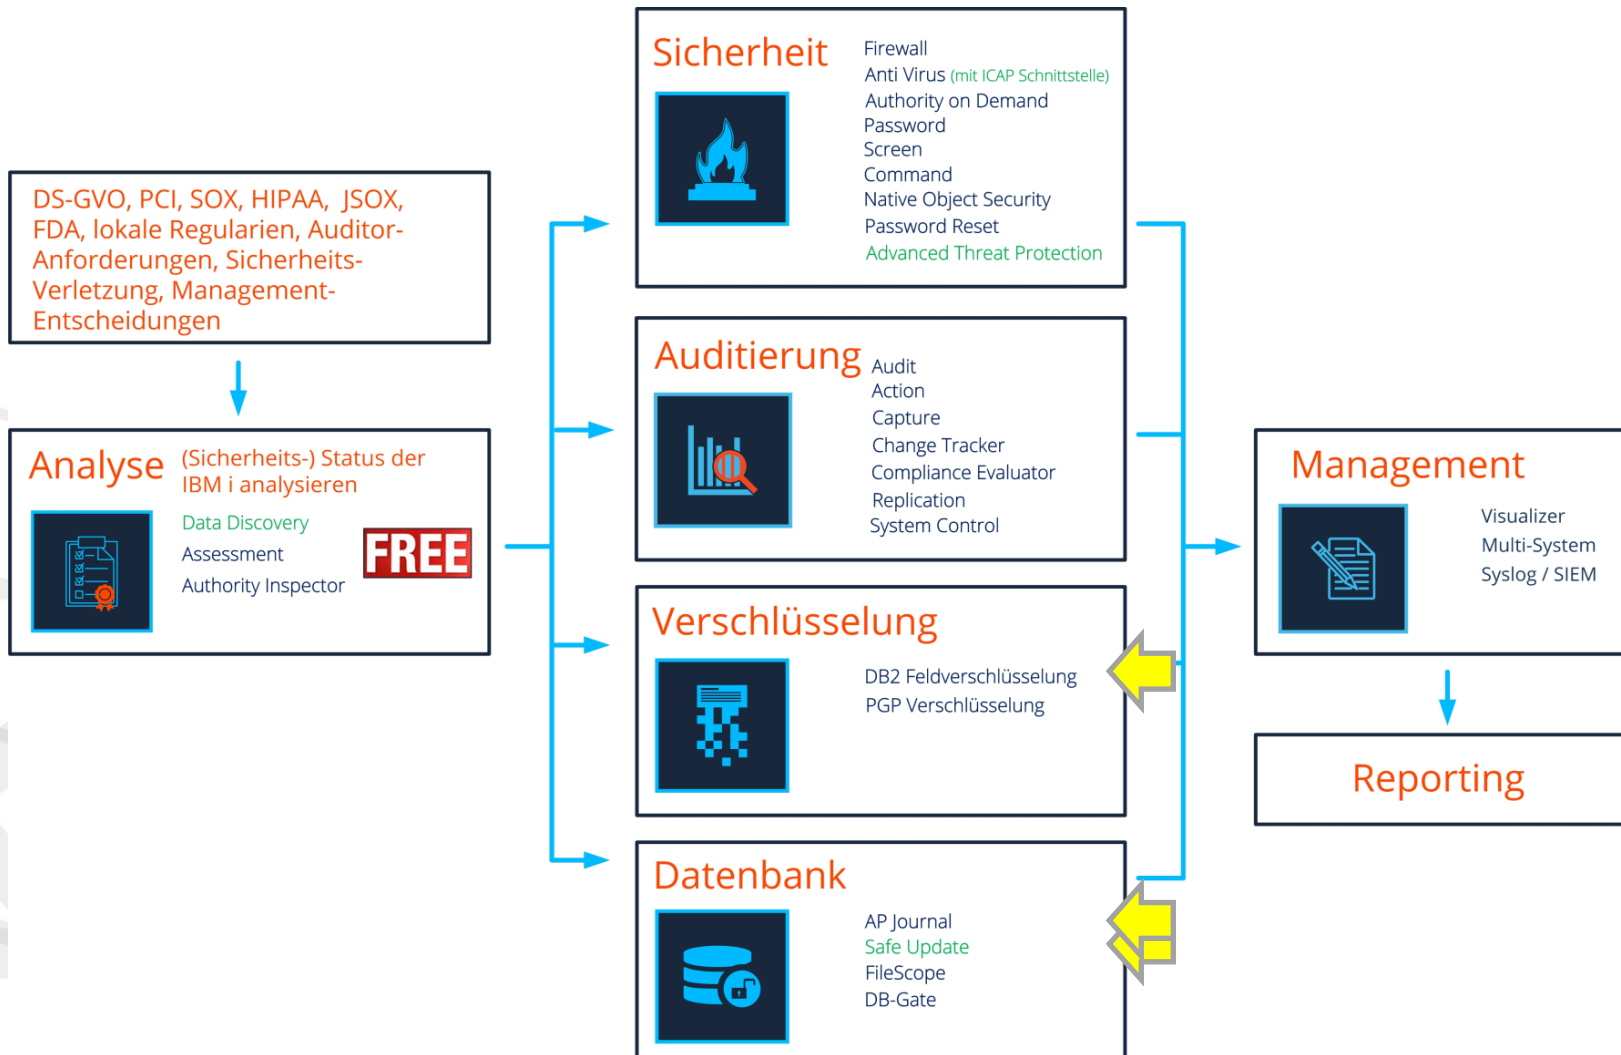 DS-GVO, PCI, SOX, HIPAA, JSOX,
FDA, lokale Regularien, Auditor-
Anforderungen, Sicherheits-
Verletzung, Management-
Entscheidungen
Analyse
(Sicherheits-) Status der
IBM i analysieren
Data Discovery
Assessment
Authority Inspector
FREE
Sicherheit
Firewall
Anti Virus (mit ICAP Schnittstelle)
Authority on Demand
Password
Screen
Command
Native Object Security
Password Reset
Advanced Threat Protection
Auditierung
Audit
Action
Capture
Change Tracker
Compliance Evaluator
Replication
System Control
Verschlüsselung
DB2 Feldverschlüsselung
PGP Verschlüsselung
Datenbank
AP Journal
Safe Update
FileScope
DB-Gate
Management
Visualizer
Multi-System
Syslog / SIEM
Reporting